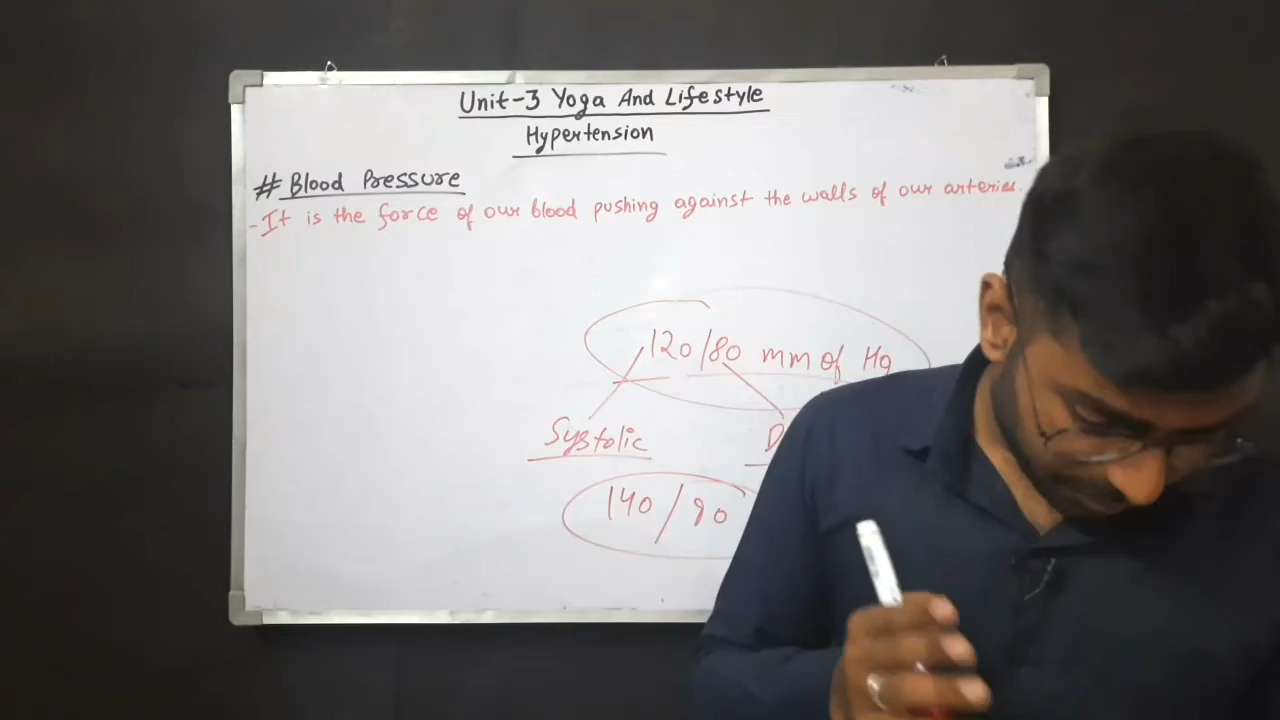 Unit-3 Yoga And Lifestyle
Hypertension
# Blood Pressure
- It is the force of our blood pushing against the walls of our arteries.
120/80 mm of Hg
Systolic D
140/90